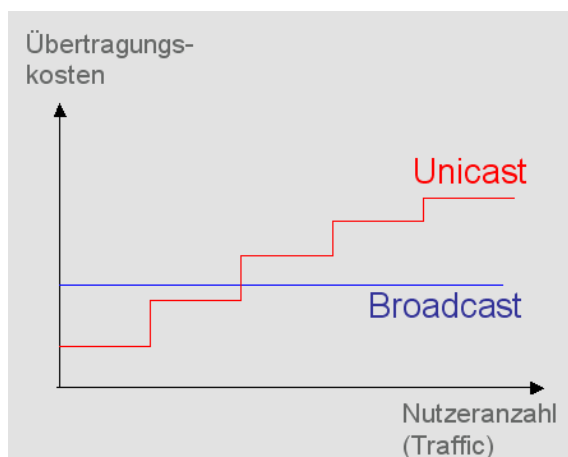 Übertragungs-
kosten
Unicast
Broadcast
Nutzeranzahl
(Traffic)